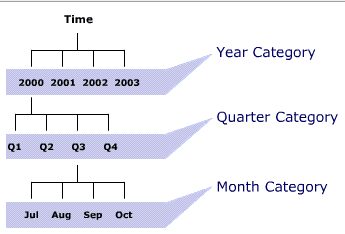 Time
Year Category
2000 2001 2002 2003
Quarter Category
Q1 Q2 Q3 Q4
Month Category
Jul Aug Sep Oct